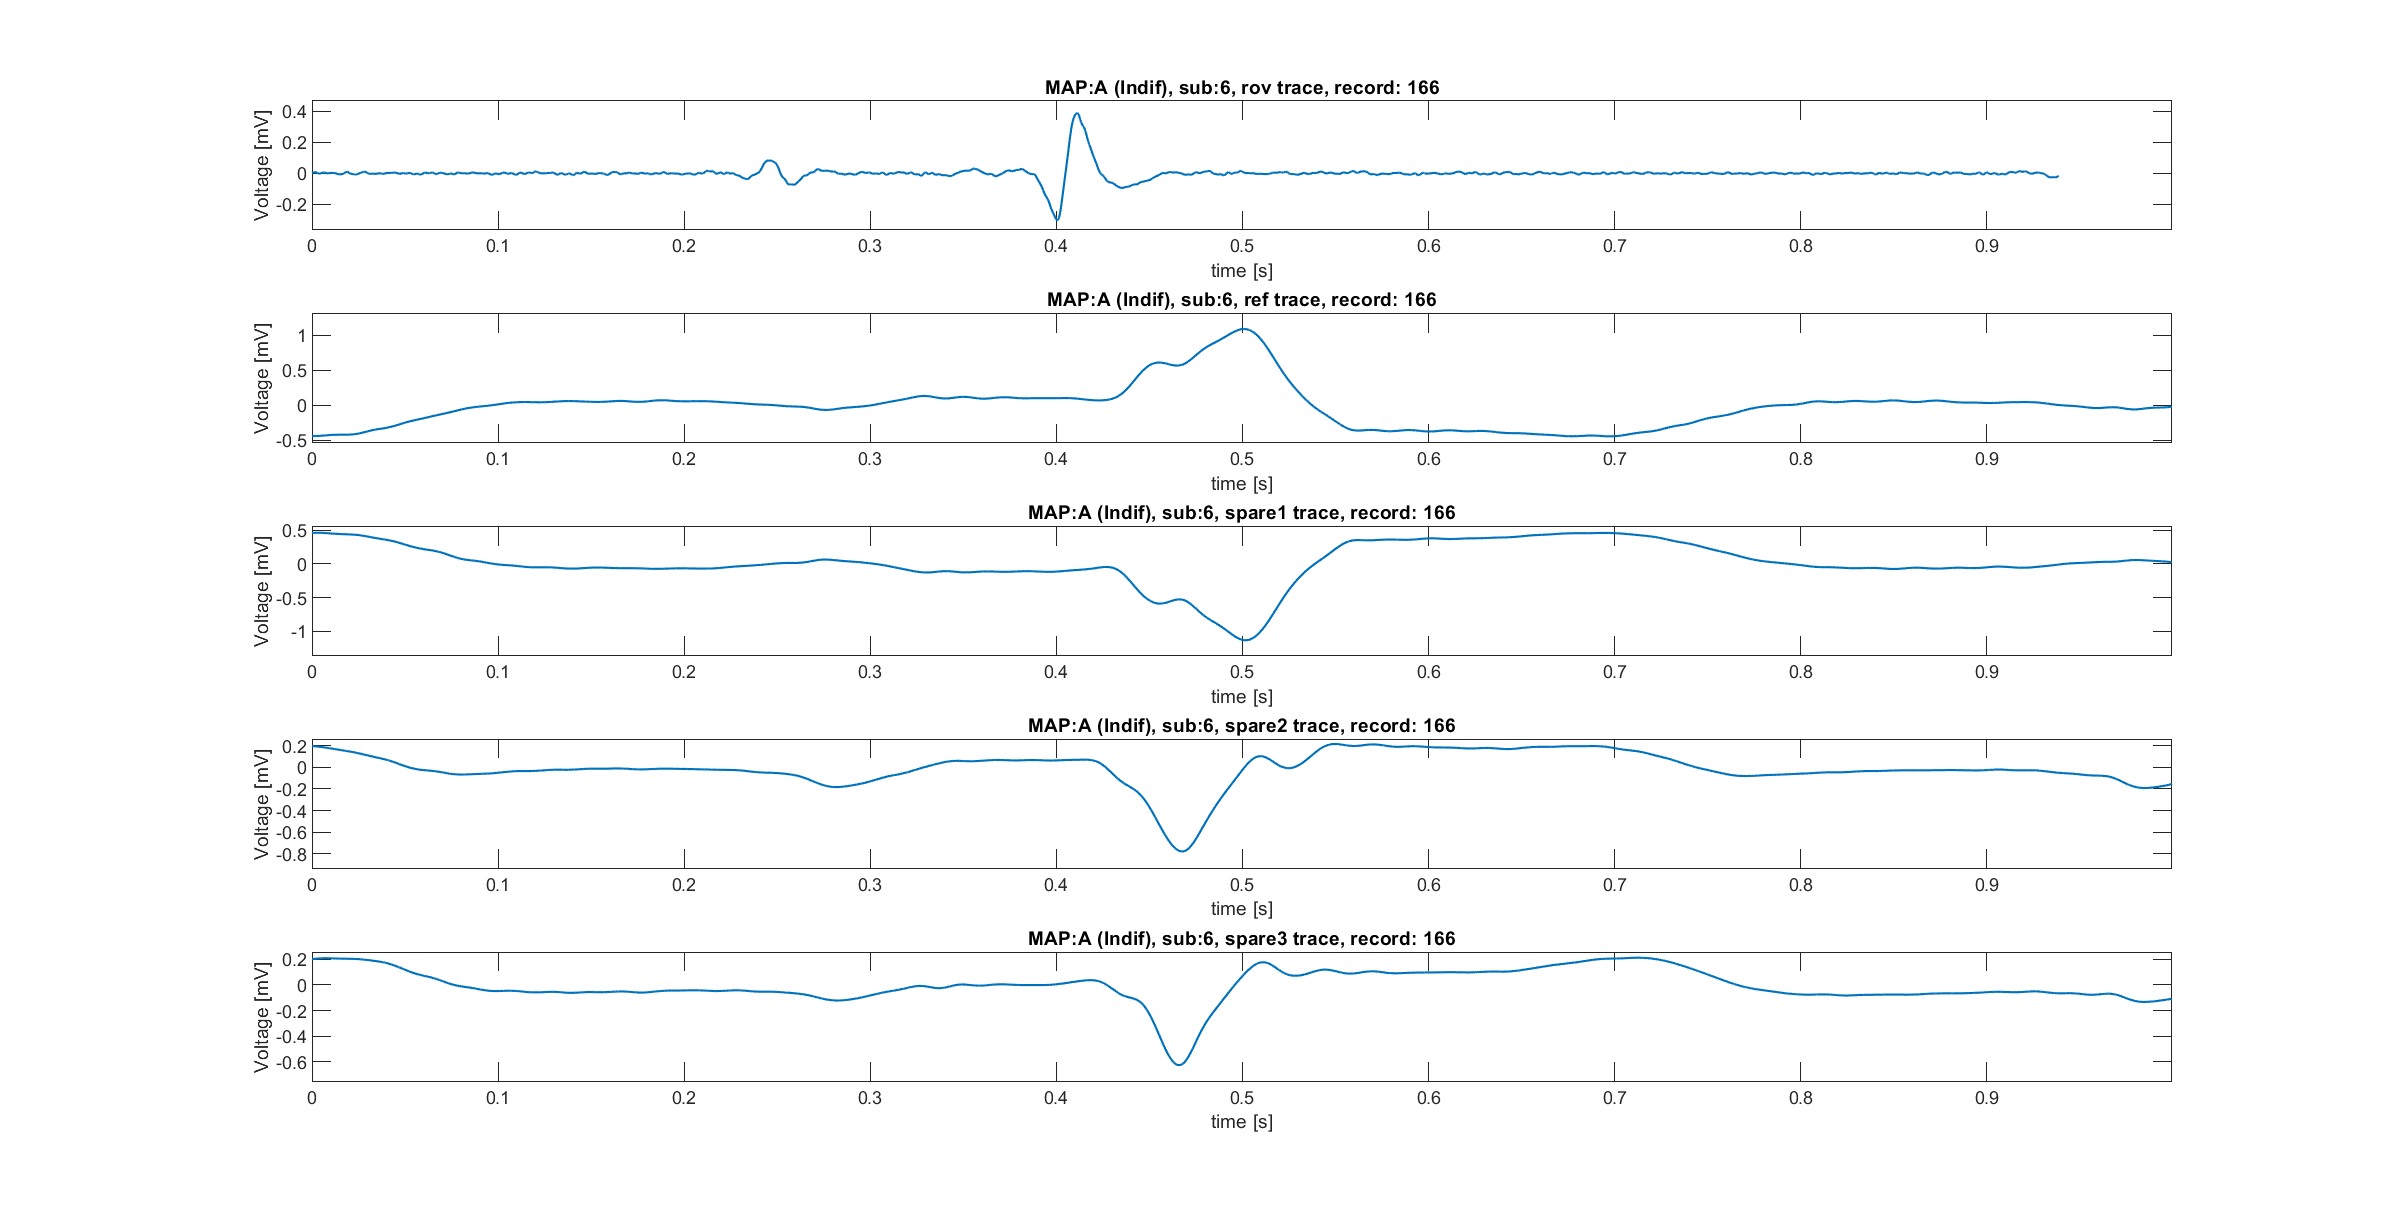 MAP:A (Indif), sub:6, rov trace, record: 166
Voltage [mV]
0.4
0.2
0
-0.2
0 0.1 0.2 0.3 0.4 0.5 0.6 0.7 0.8 0.9
time [s]
MAP:A (Indif), sub:6, ref trace, record: 166
Voltage [mV]
1
0.5
0
-0.5
0 0.1 0.2 0.3 0.4 0.5 0.6 0.7 0.8 0.9
time [s]
MAP:A (Indif), sub:6, spare1 trace, record: 166
Voltage [mV]
0.5
0
-0.5
-1
0 0.1 0.2 0.3 0.4 0.5 0.6 0.7 0.8 0.9
time [s]
MAP:A (Indif), sub:6, spare2 trace, record: 166
Voltage [mV]
0.2
0
-0.2
-0.4
-0.6
-0.8
0 0.1 0.2 0.3 0.4 0.5 0.6 0.7 0.8 0.9
time [s]
MAP:A (Indif), sub:6, spare3 trace, record: 166
Voltage [mV]
0.2
0
-0.2
-0.4
-0.6
0 0.1 0.2 0.3 0.4 0.5 0.6 0.7 0.8 0.9
time [s]